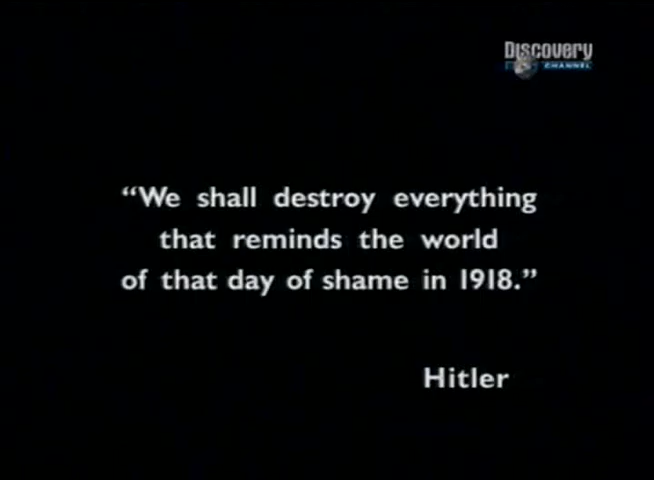 Discovery
CHANNEL
“We shall destroy everything
that reminds the world
of that day of shame in 1918.”
Hitler